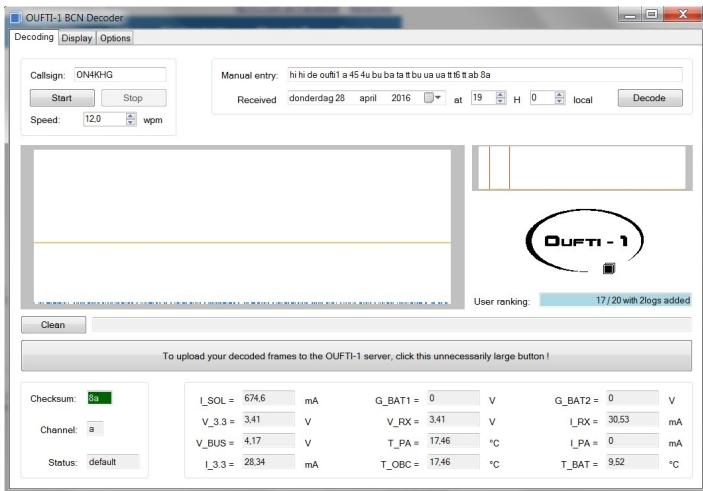 OUFTI-1 BCN Decoder
Decoding Display Options
Callsign: ON4KHG
Manual entry: hi hi de oufti1 a 45 4u bu ba ta tt bu ua ua tt t6 tt ab 8a
Start Stop
Received donderdag 28 april 2016 at 19 H 0 local Decode
Speed: 12,0 wpm
OUFTI - 1
User ranking: 17 / 20 with 2logs added
Clean
To upload your decoded frames to the OUFTI-1 server, click this unnecessarily large button !
Checksum: 8a
I_SOL = 674,6 mA G_BAT1 = 0 V G_BAT2 = 0 V
V_3.3 = 3,41 V V_RX = 3,41 V I_RX = 30,53 mA
Channel: a
V_BUS = 4,17 V T_PA = 17,46 °C I_PA = 0 mA
Status: default
I_3.3 = 28,34 mA T_OBC = 17,46 °C T_BAT = 9,52 °C